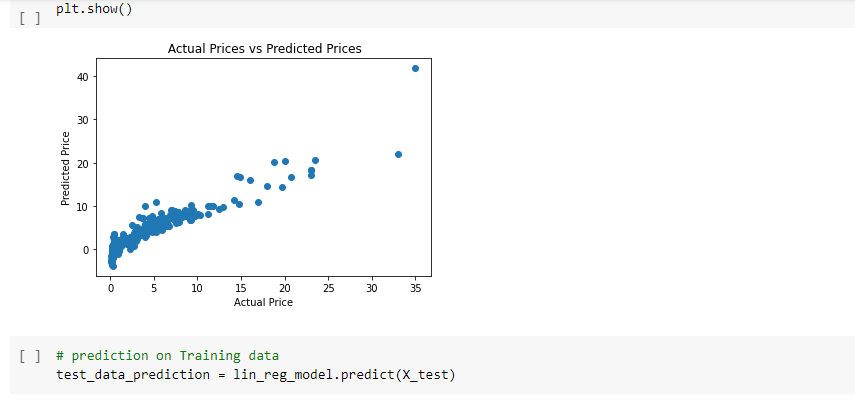 plt.show()
[ ]
Actual Prices vs Predicted Prices
40
30
20
10
0
Predicted Price
0 5 10 15 20 25 30 35
Actual Price
[ ] # prediction on Training data
test_data_prediction = lin_reg_model.predict(X_test)